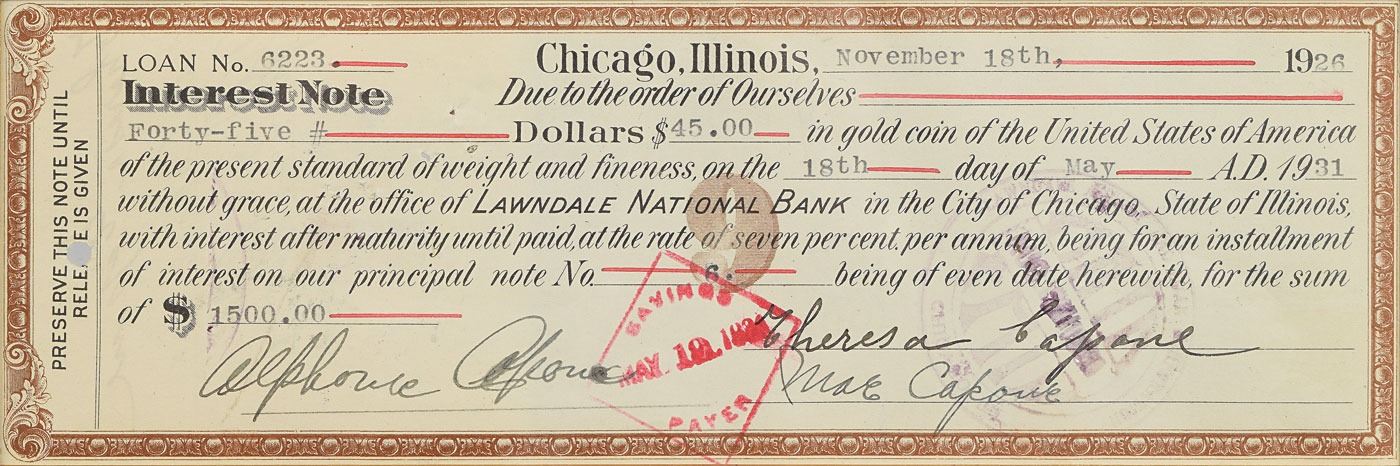 LOAN No. 6223. Chicago, Illinois, November 18th, 1926
Interest Note Due to the order of Ourselves
Forty-five # Dollars $45.00 in gold coin of the United States of America
of the present standard of weight and fineness, on the 18th day of May A.D. 1931
without grace, at the office of LAWNDALE NATIONAL BANK in the City of Chicago, State of Illinois,
with interest after maturity until paid, at the rate of seven per cent. per annum, being for an installment
of interest on our principal note No. 6. being of even date herewith, for the sum
of $ 1500.00
Alphonse Capone
Theresa Capone
Mae Capone
PRESERVE THIS NOTE UNTIL
IS GIVEN
SAVINGS
MAY 19
PAYER